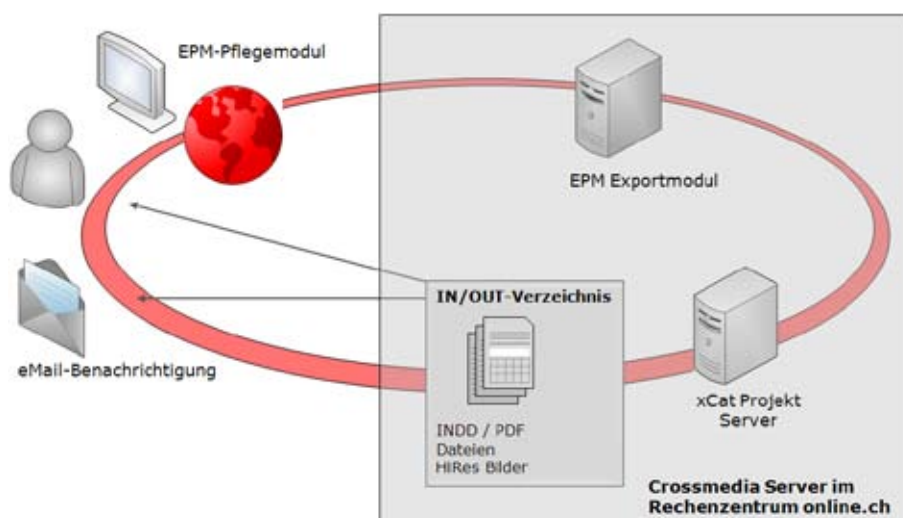 EPM-Pflegemodul
EPM Exportmodul
IN/OUT-Verzeichnis
eMail-Benachrichtigung
xCat Projekt
Server
INDD / PDF
Dateien
HiRes Bilder
Crossmedia Server im
Rechenzentrum online.ch